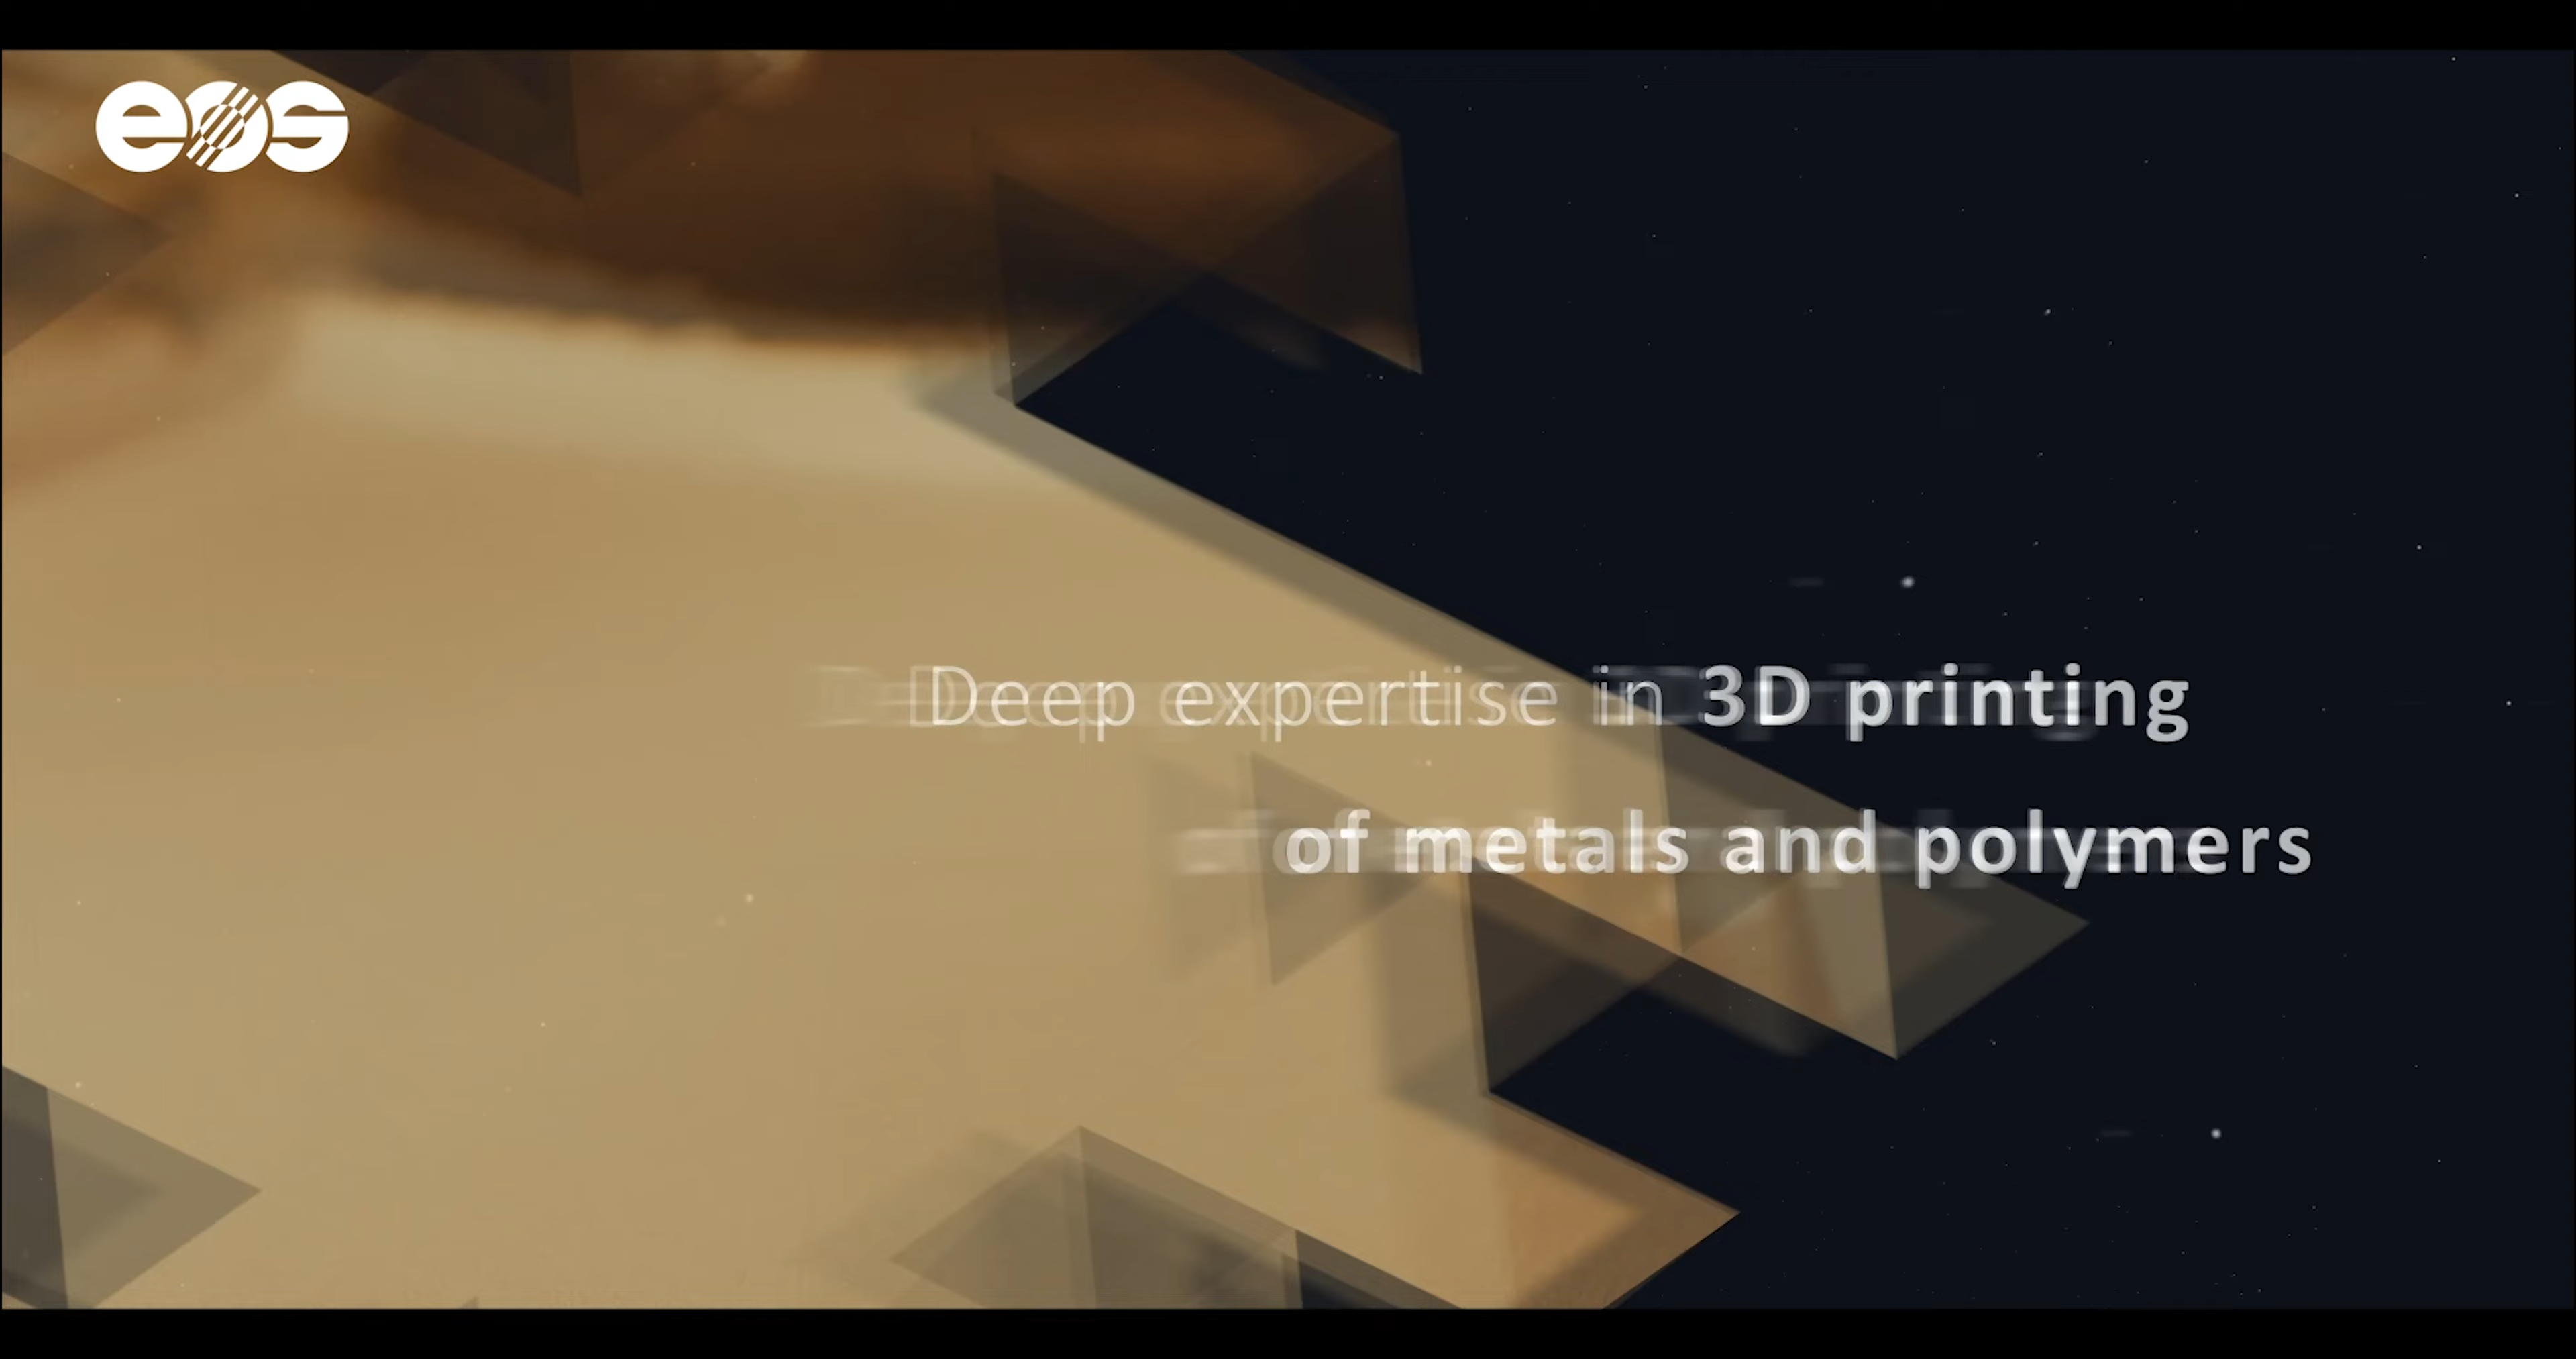 eos
Deep expertise in 3D printing
of metals and polymers